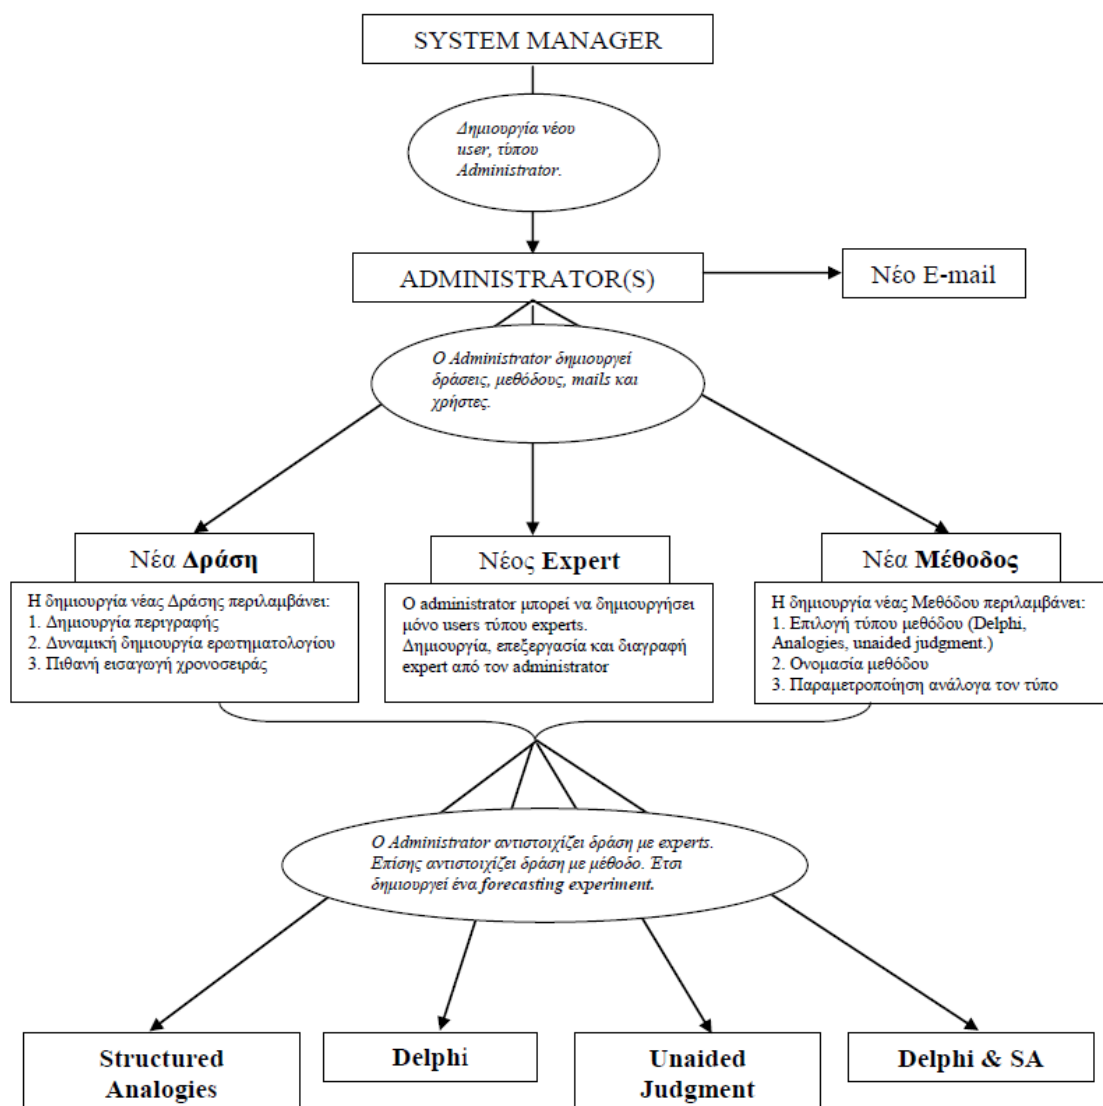 SYSTEM MANAGER
Δημιουργία νέου
user, τύπου
Administrator.
ADMINISTRATOR(S)
Νέο E-mail
Ο Administrator δημιουργεί
δράσεις, μεθόδους, mails και
χρήστες.
Νέα Δράση
Η δημιουργία νέας Δράσης περιλαμβάνει:
1. Δημιουργία περιγραφής
2. Δυναμική δημιουργία ερωτηματολογίου
3. Πιθανή εισαγωγή χρονοσειράς
Νέος Expert
Ο administrator μπορεί να δημιουργήσει
μόνο users τύπου experts.
Δημιουργία, επεξεργασία και διαγραφή
expert από τον administrator
Νέα Μέθοδος
Η δημιουργία νέας Μεθόδου περιλαμβάνει:
1. Επιλογή τύπου μεθόδου (Delphi,
Analogies, unaided judgment.)
2. Ονομασία μεθόδου
3. Παραμετροποίηση ανάλογα τον τύπο
Ο Administrator αντιστοιχίζει δράση με experts.
Επίσης αντιστοιχίζει δράση με μέθοδο. Έτσι
δημιουργεί ένα forecasting experiment.
Structured
Analogies
Delphi
Unaided
Judgment
Delphi & SA